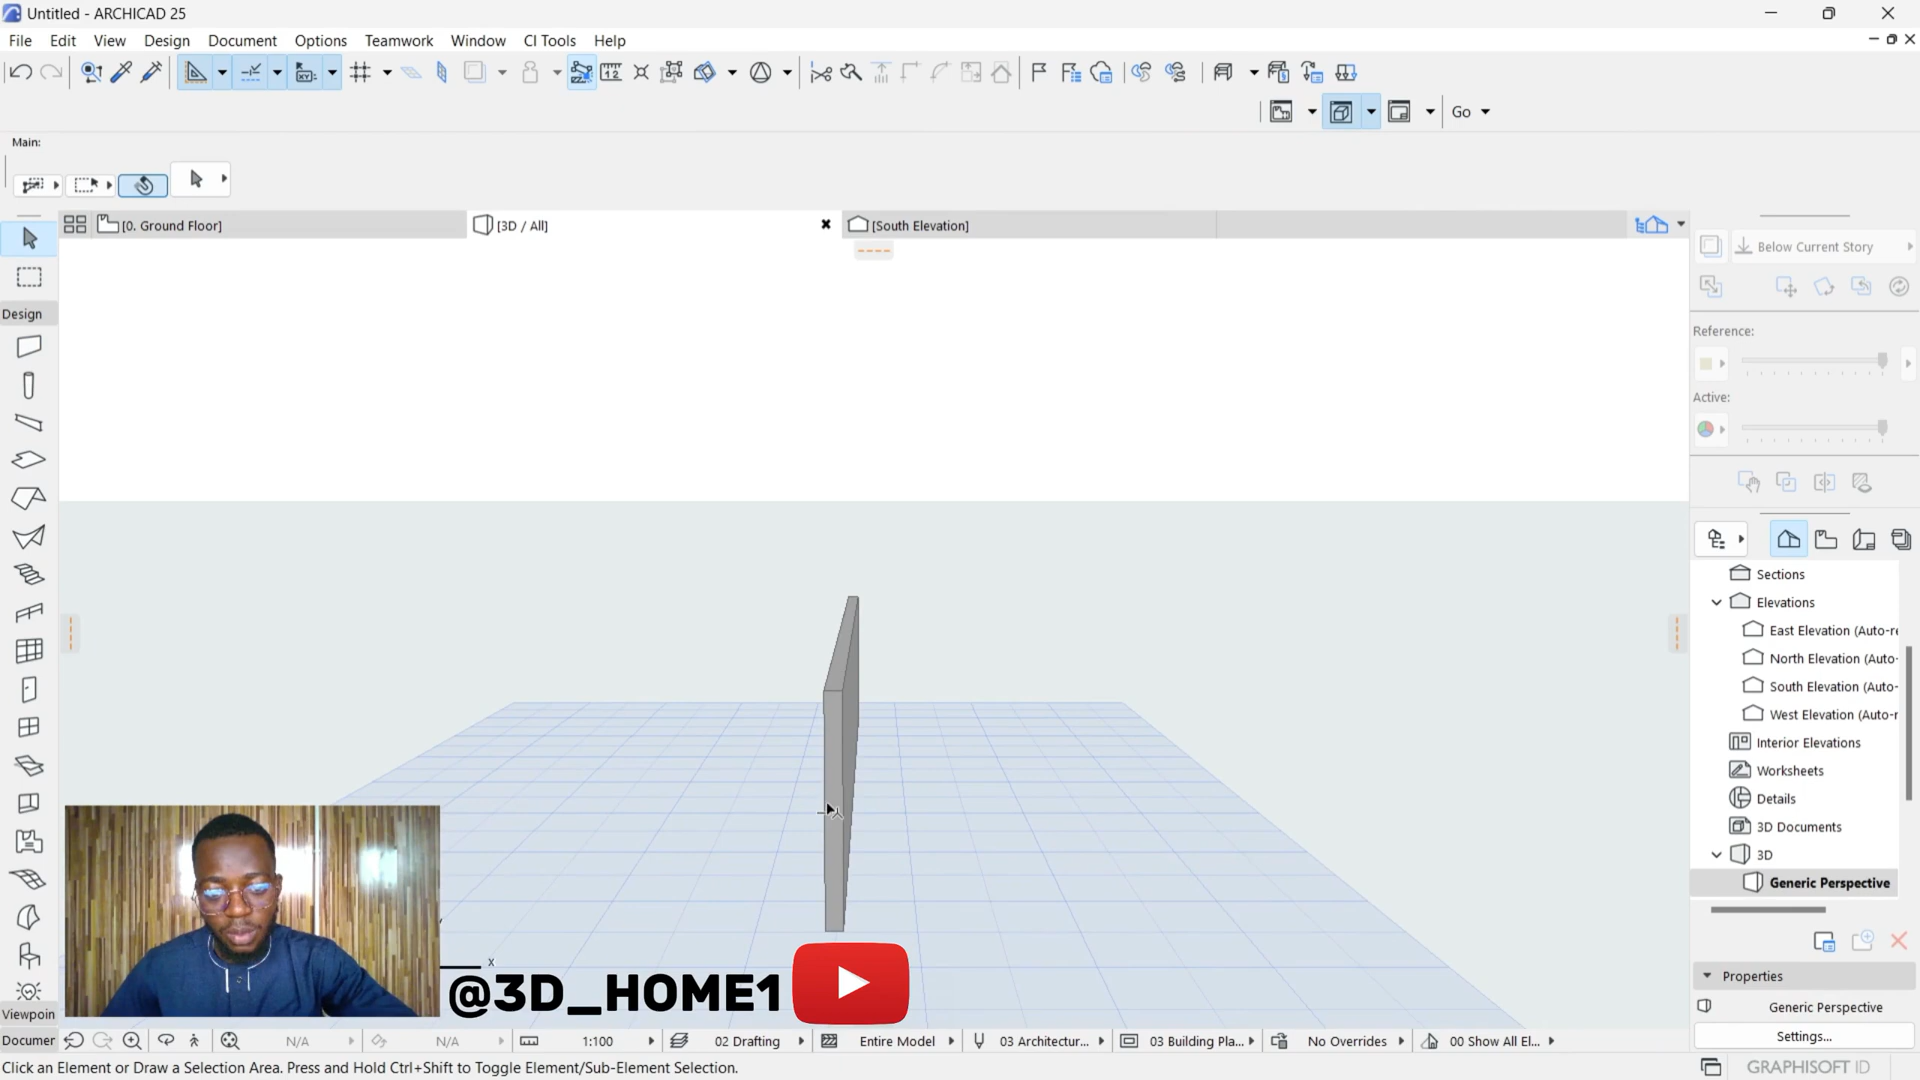 Untitled - ARCHICAD 25
File Edit View Design Document Options Teamwork Window CI Tools Help
Go
Main:
[0. Ground Floor]
[3D / All]
[South Elevation]
Below Current Story
Design
Reference:
Active:
Sections
Elevations
East Elevation (Auto-re
North Elevation (Auto-
South Elevation (Auto-
West Elevation (Auto-r
Interior Elevations
Worksheets
Details
3D Documents
3D
Generic Perspective
Properties
Generic Perspective
Settings...
x
@3D_HOME1
Viewpoin
Documer
N/A N/A 1:100 02 Drafting Entire Model 03 Architectur... 03 Building Pla... No Overrides 00 Show All El...
Click an Element or Draw a Selection Area. Press and Hold Ctrl+Shift to Toggle Element/Sub-Element Selection.
GRAPHISOFT ID